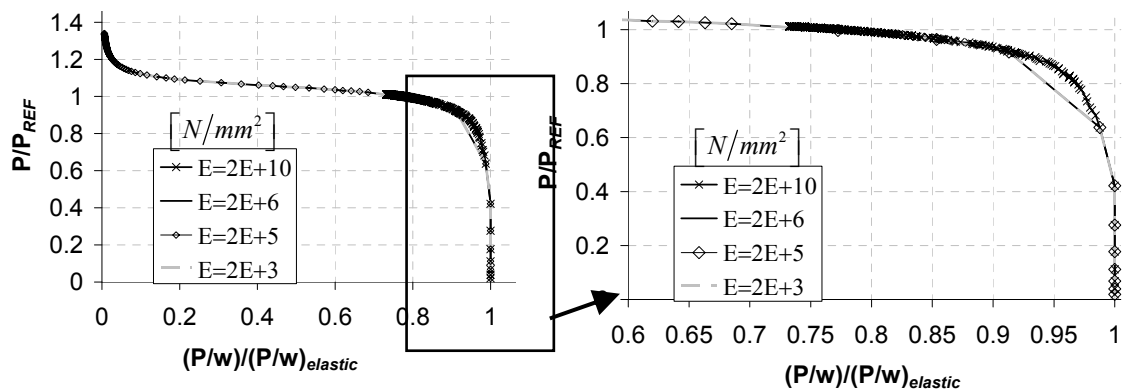 1.4
1.2
1
0.8
0.6
0.4
0.2
0
P/P_REF
[N/mm²]
E=2E+10
E=2E+6
E=2E+5
E=2E+3
0 0.2 0.4 0.6 0.8 1
(P/w)/(P/w)elastic
1
0.8
0.6
0.4
0.2
P/P_REF
[N/mm²]
E=2E+10
E=2E+6
E=2E+5
E=2E+3
0.6 0.65 0.7 0.75 0.8 0.85 0.9 0.95 1
(P/w)/(P/w)elastic